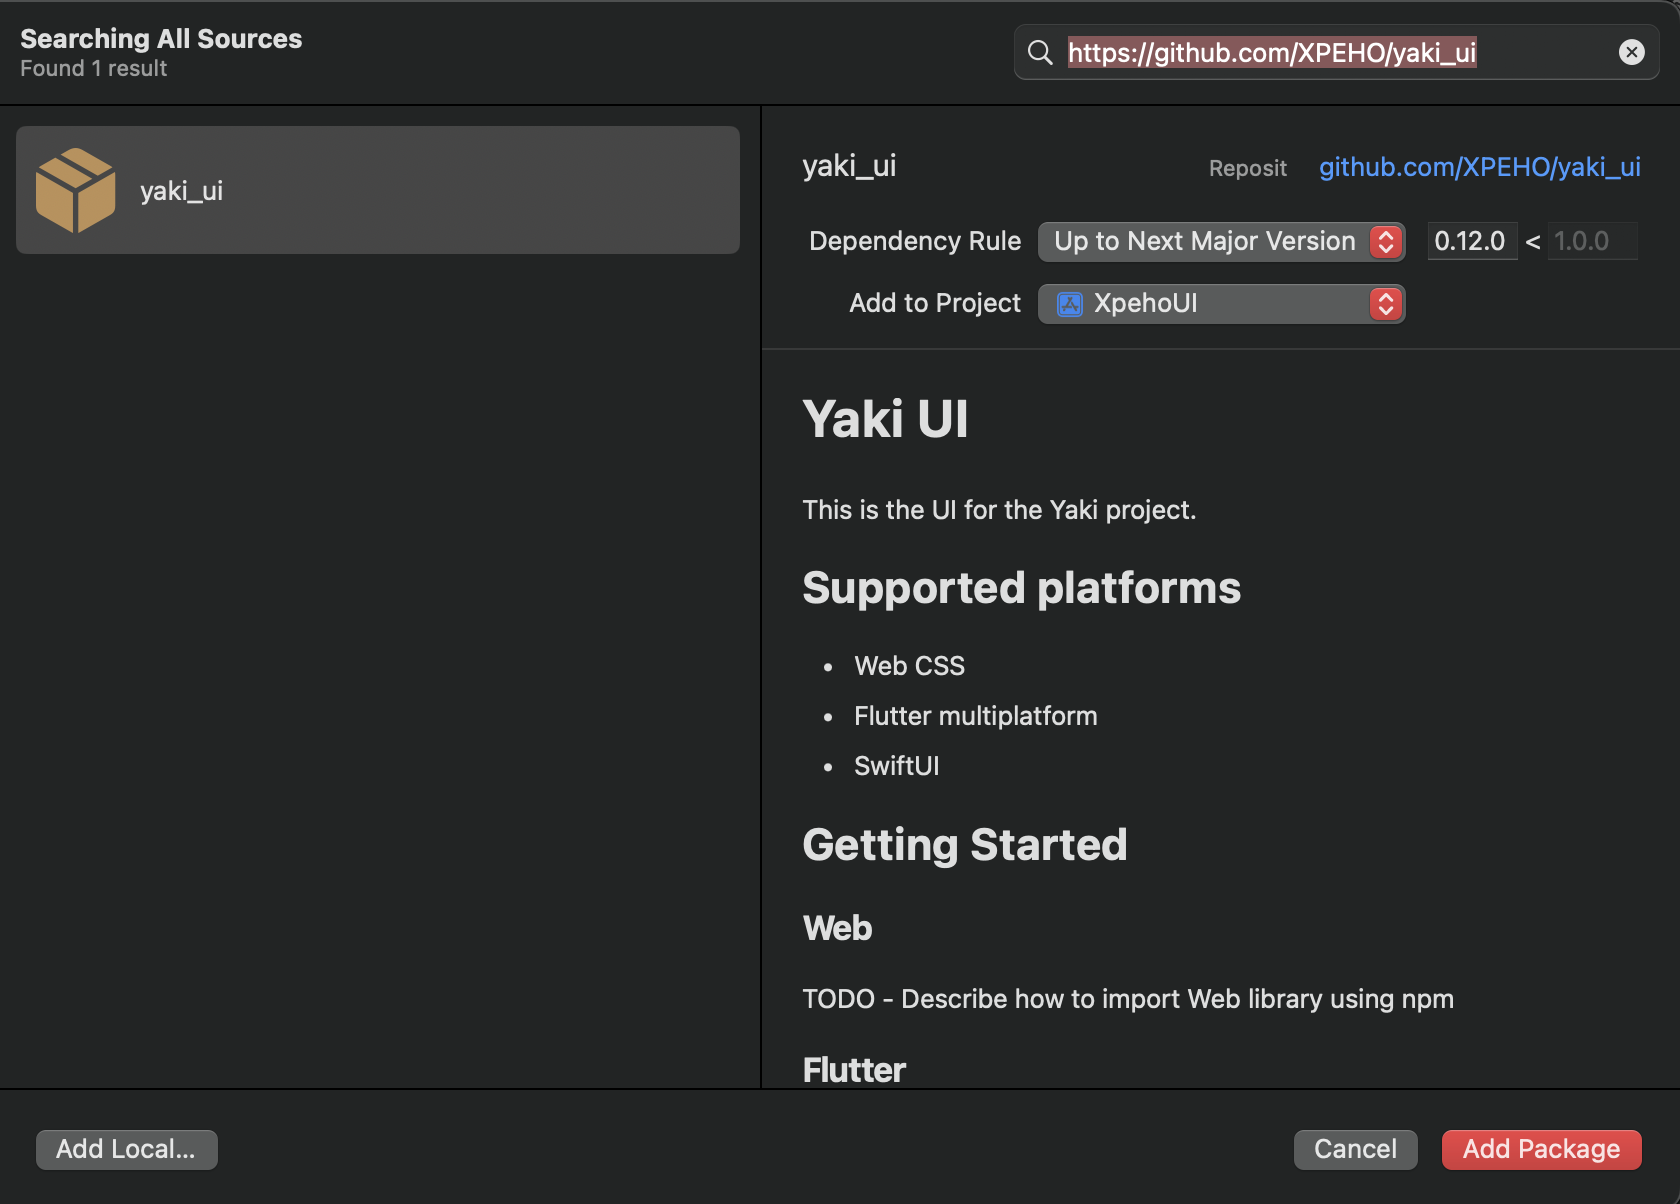 Searching All Sources
Found 1 result
https://github.com/XPEHO/yaki_ui
yaki_ui
yaki_ui
Reposit
github.com/XPEHO/yaki_ui
Dependency Rule
Up to Next Major Version
0.12.0 < 1.0.0
Add to Project
XpehoUI
Yaki UI
This is the UI for the Yaki project.
Supported platforms
• Web CSS
• Flutter multiplatform
• SwiftUI
Getting Started
Web
TODO - Describe how to import Web library using npm
Flutter
Add Local...
Cancel
Add Package